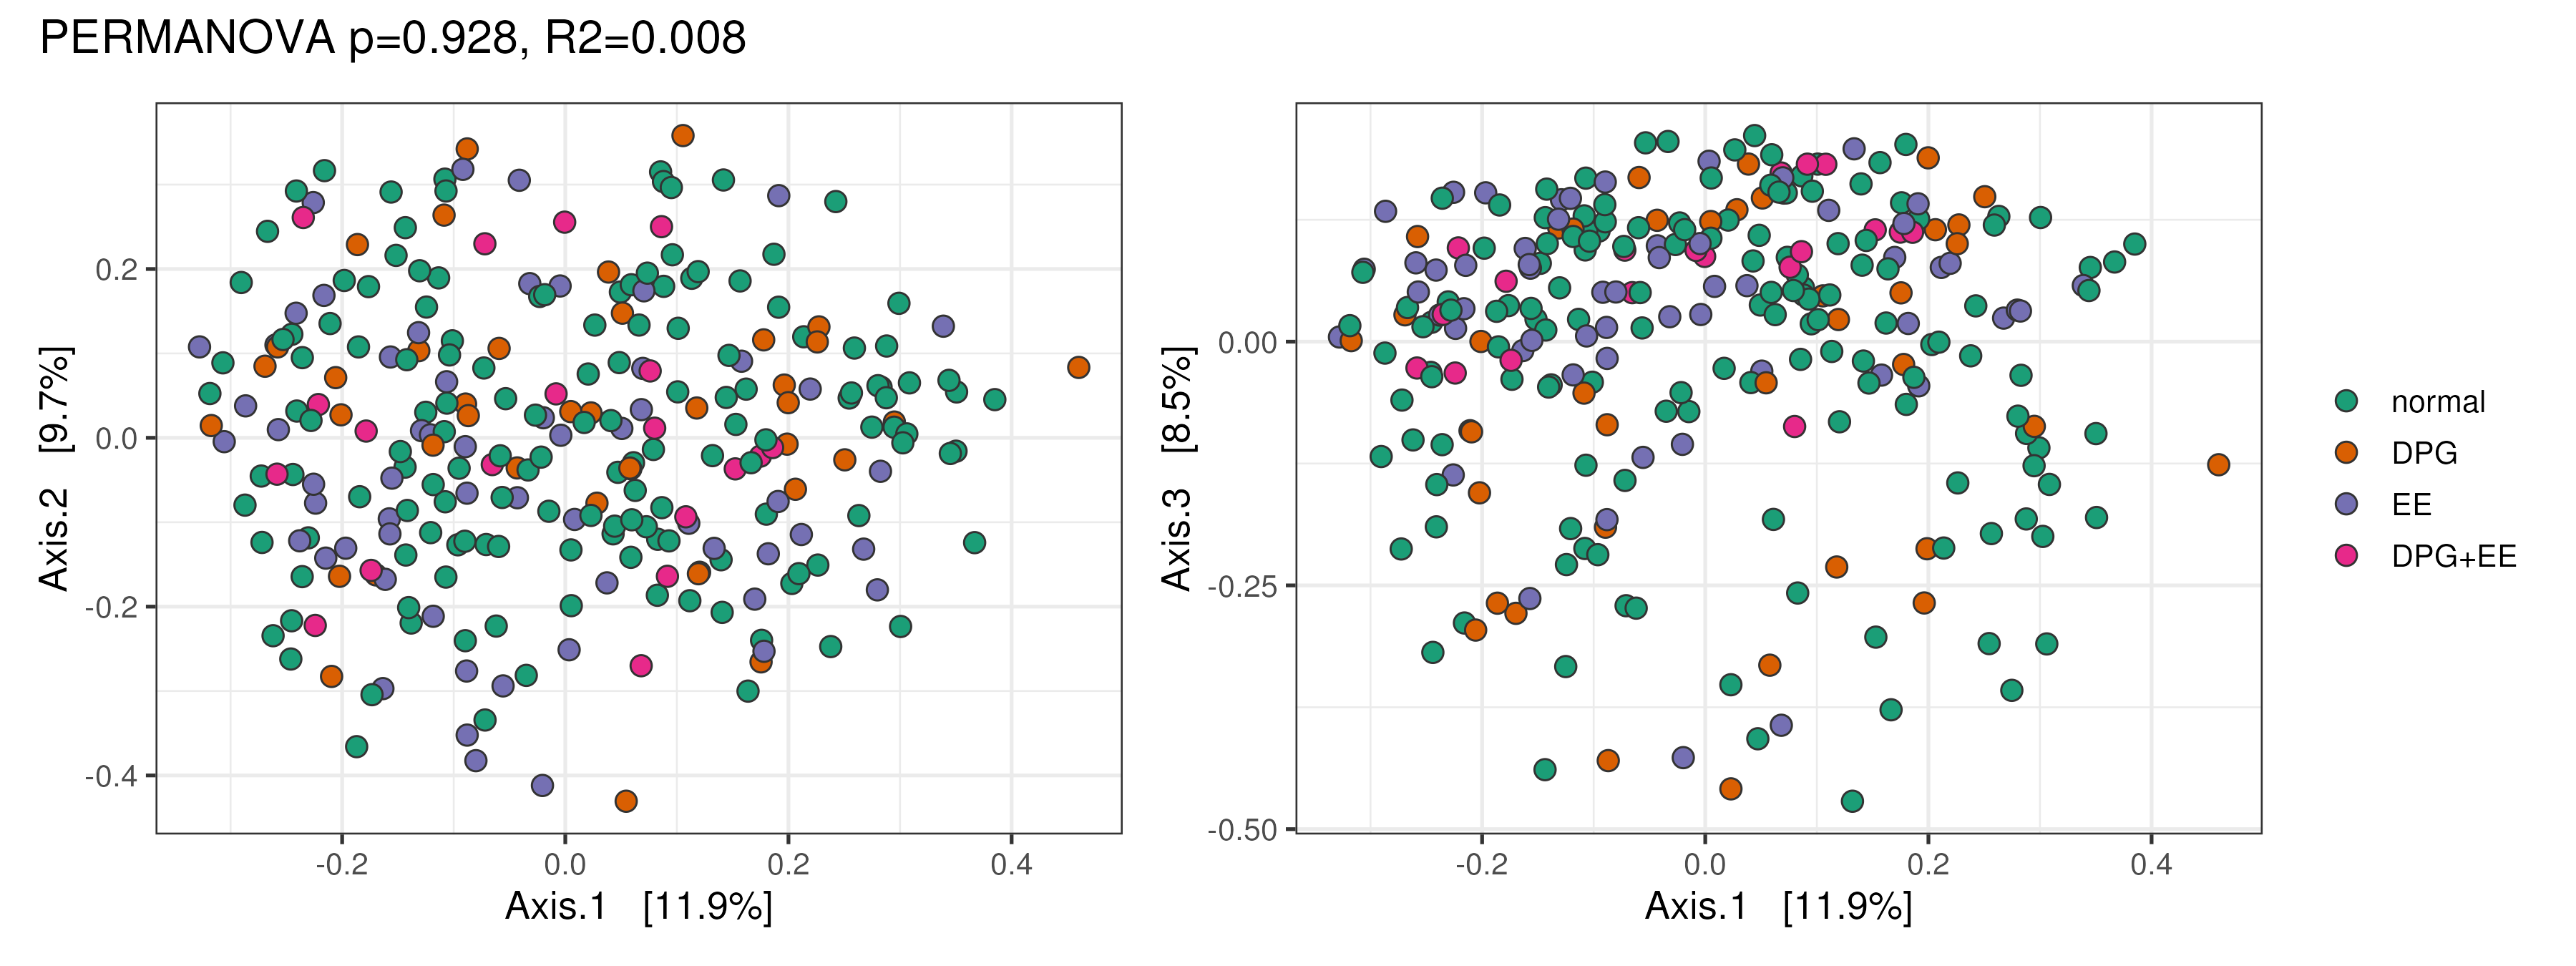 PERMANOVA p=0.928, R2=0.008
Axis.2 [9.7%]
0.2
0.0
-0.2
-0.4
-0.2 0.0 0.2 0.4
Axis.1 [11.9%]
Axis.3 [8.5%]
0.00
-0.25
-0.50
-0.2 0.0 0.2 0.4
Axis.1 [11.9%]
normal
DPG
EE
DPG+EE